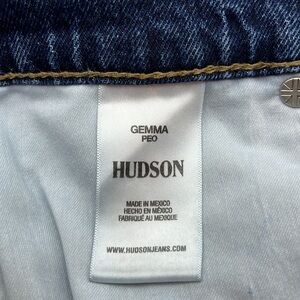 GEMMA
PEO
HUDSON
MADE IN MEXICO
HECHO EN MÉXICO
FABRIQUÉ AU MEXIQUE
WWW.HUDSONJEANS.COM